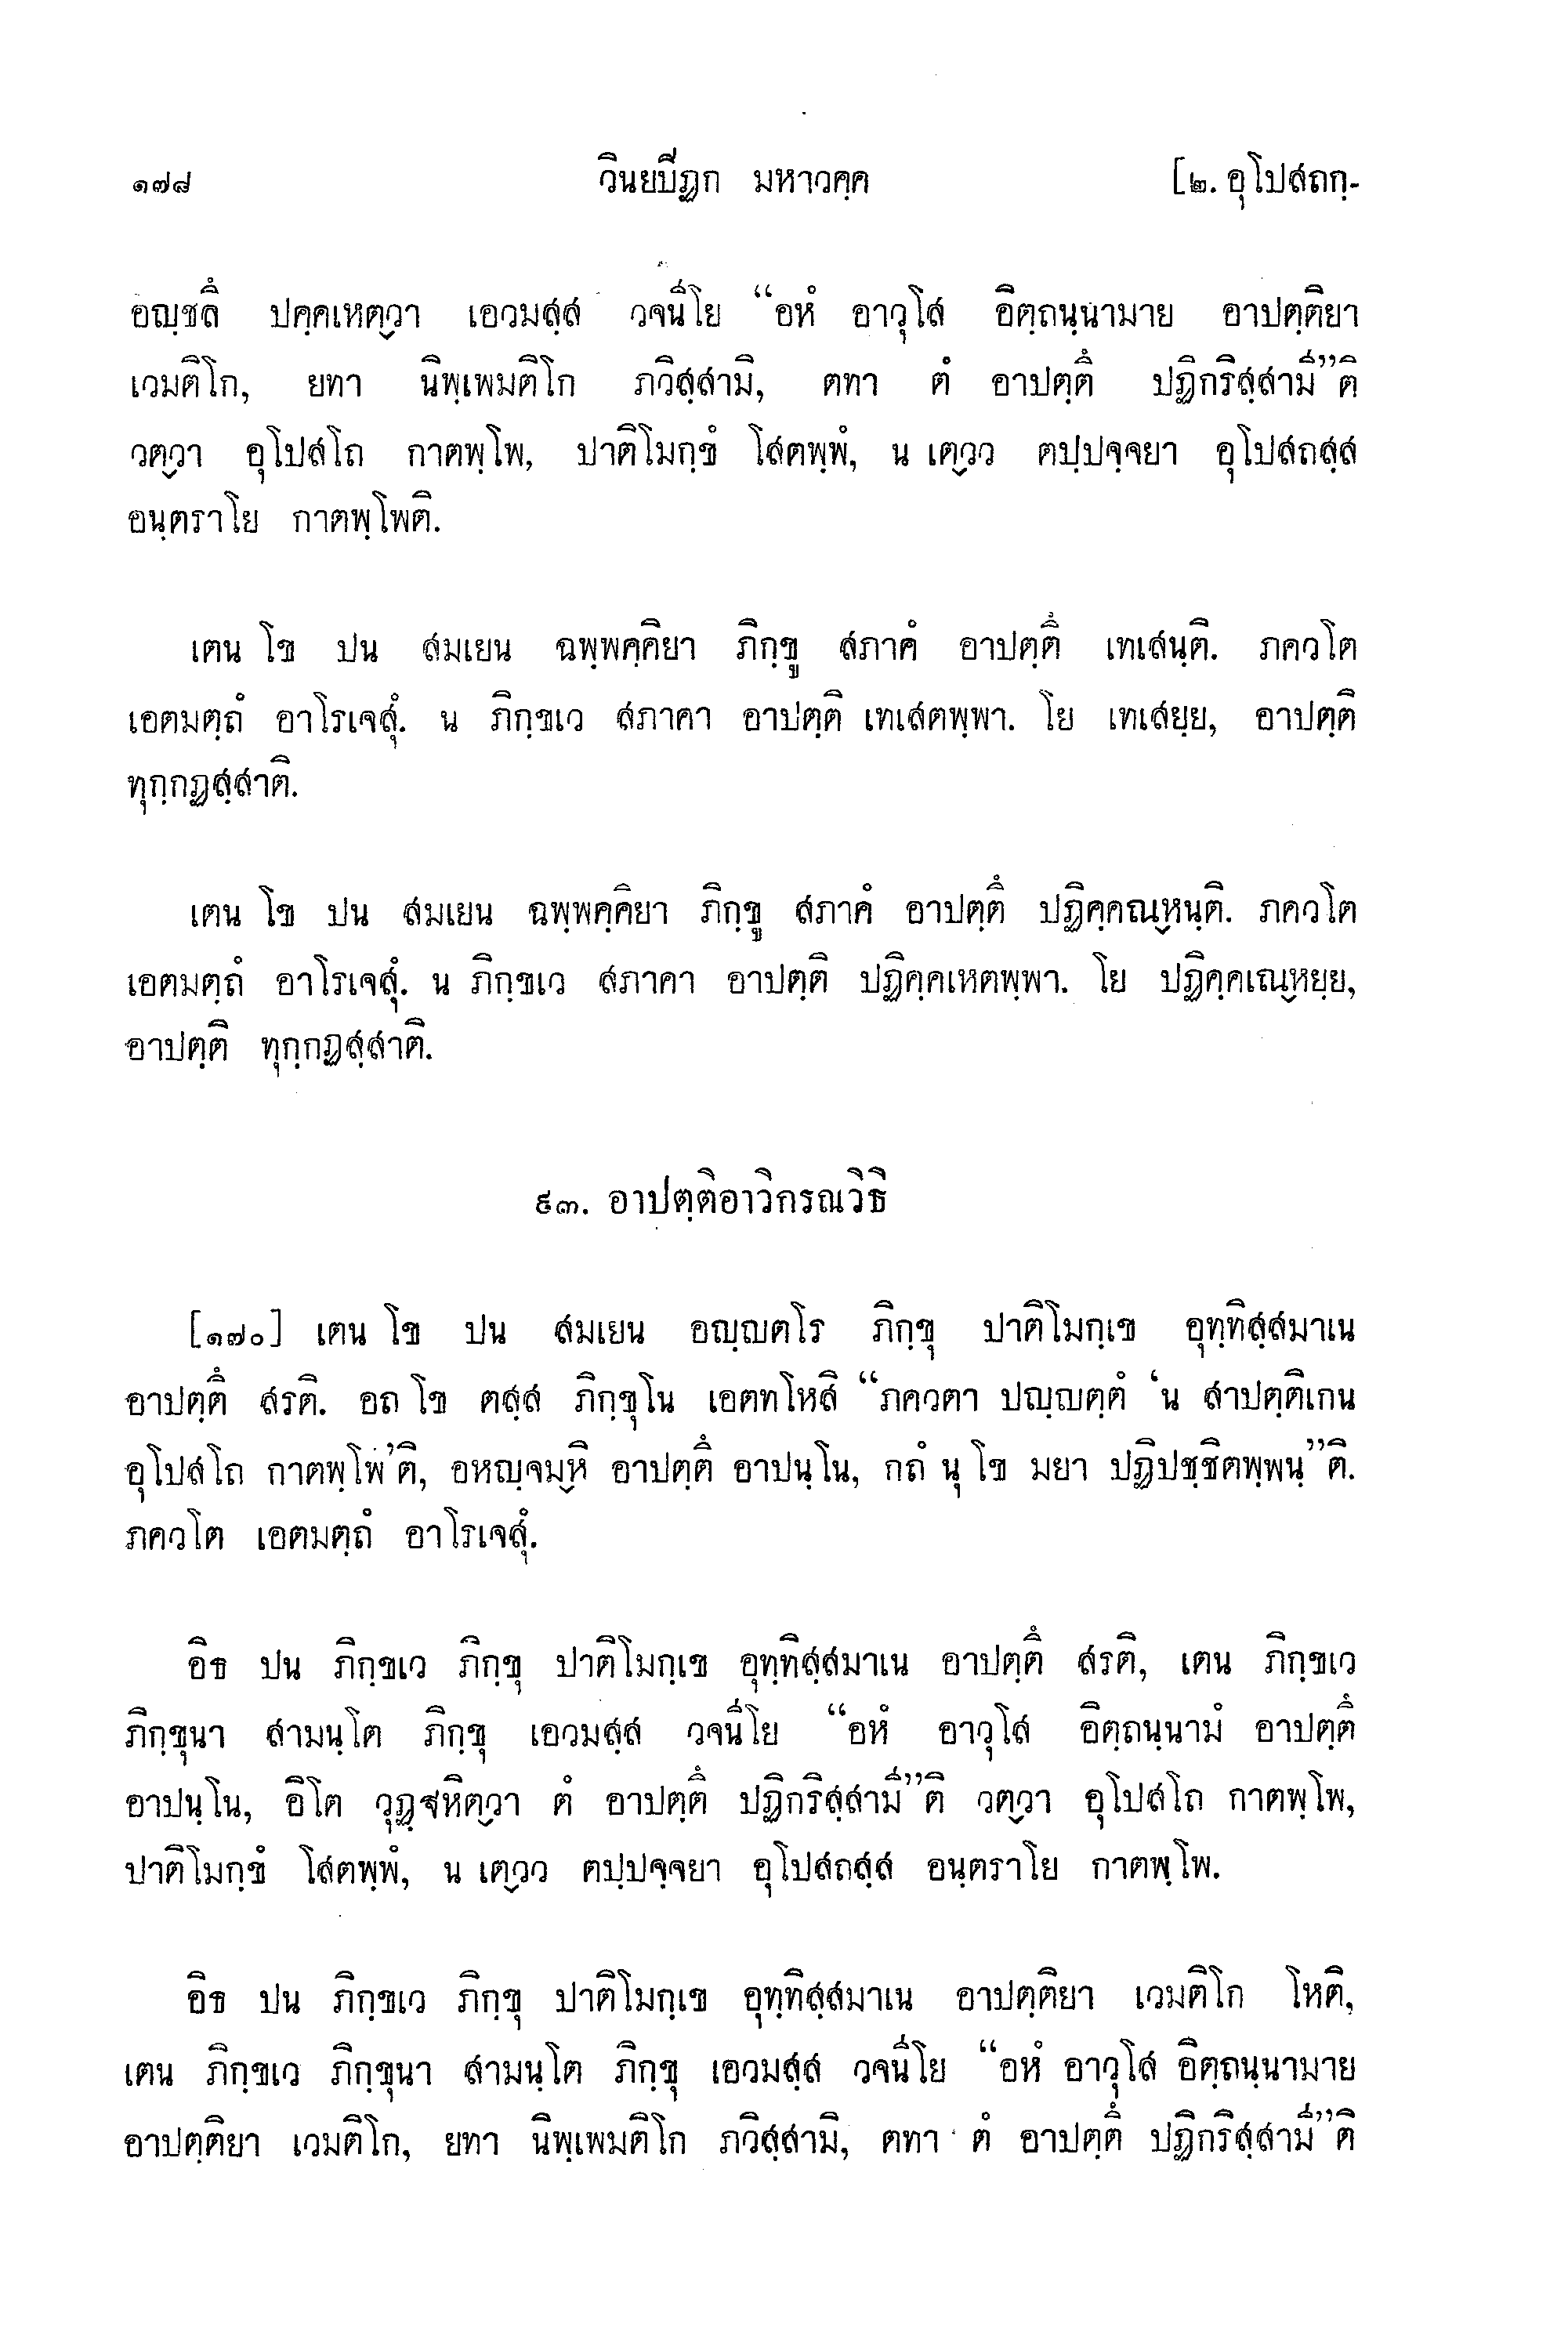 ๑๗๘ วินยปีฏก มหาวคฺค [๒. อุโปสถกฺ-
อญฺชลึ ปคฺคเหตฺวา เอวมสฺส วจนีโย “อหํ อาวุโส อิตฺถนฺนามาย อาปตฺติยา
เวมติโก, ยทา นิพฺเพมติโก ภวิสฺสามิ, ตทา ตํ อาปตฺตึ ปฏิกริสฺสามี”ติ
วตฺวา อุโปสโถ กาตพฺโพ, ปาติโมกฺขํ โสตพฺพํ, น เตฺวว ตปฺปจฺจยา อุโปสถสฺส
อนฺตราโย กาตพฺโพติ.
เตน โข ปน สมเยน ฉพฺพคฺคิยา ภิกฺขู สภาคํ อาปตฺตึ เทเสนฺติ. ภควโต
เอตมตฺถํ อาโรเจสุํ. น ภิกฺขเว สภาคา อาปตฺติ เทเสตพฺพา. โย เทเสยฺย, อาปตฺติ
ทุกฺกฏสฺสาติ.
เตน โข ปน สมเยน ฉพฺพคฺคิยา ภิกฺขู สภาคํ อาปตฺตึ ปฏิคฺคณฺหนฺติ. ภควโต
เอตมตฺถํ อาโรเจสุํ. น ภิกฺขเว สภาคา อาปตฺติ ปฏิคฺคเหตพฺพา. โย ปฏิคฺคเณฺหยฺย,
อาปตฺติ ทุกฺกฏสฺสาติ.
๙๓. อาปตฺติอาวิกรณวิธิ
[๑๗๐] เตน โข ปน สมเยน อญฺญตโร ภิกฺขุ ปาติโมกฺเข อุทฺทิสฺสมาเน
อาปตฺตึ สรติ. อถ โข ตสฺส ภิกฺขุโน เอตทโหสิ “ภควตา ปญฺญตฺตํ ‘น สาปตฺติเกน
อุโปสโถ กาตพฺโพ’ติ, อหญฺจมฺหิ อาปตฺตึ อาปนฺโน, กถํ นุ โข มยา ปฏิปชฺชิตพฺพนฺ”ติ.
ภควโต เอตมตฺถํ อาโรเจสุํ.
อิธ ปน ภิกฺขเว ภิกฺขุ ปาติโมกฺเข อุทฺทิสฺสมาเน อาปตฺตึ สรติ, เตน ภิกฺขเว
ภิกฺขุนา สามนฺโต ภิกฺขุ เอวมสฺส วจนีโย “อหํ อาวุโส อิตฺถนฺนามํ อาปตฺตึ
อาปนฺโน, อิโต วุฏฺฐหิตฺวา ตํ อาปตฺตึ ปฏิกริสฺสามี”ติ วตฺวา อุโปสโถ กาตพฺโพ,
ปาติโมกฺขํ โสตพฺพํ, น เตฺวว ตปฺปจฺจยา อุโปสถสฺส อนฺตราโย กาตพฺโพ.
อิธ ปน ภิกฺขเว ภิกฺขุ ปาติโมกฺเข อุทฺทิสฺสมาเน อาปตฺติยา เวมติโก โหติ,
เตน ภิกฺขเว ภิกฺขุนา สามนฺโต ภิกฺขุ เอวมสฺส วจนีโย “อหํ อาวุโส อิตฺถนฺนามาย
อาปตฺติยา เวมติโก, ยทา นิพฺเพมติโก ภวิสฺสามิ, ตทา ตํ อาปตฺตึ ปฏิกริสฺสามี”ติ